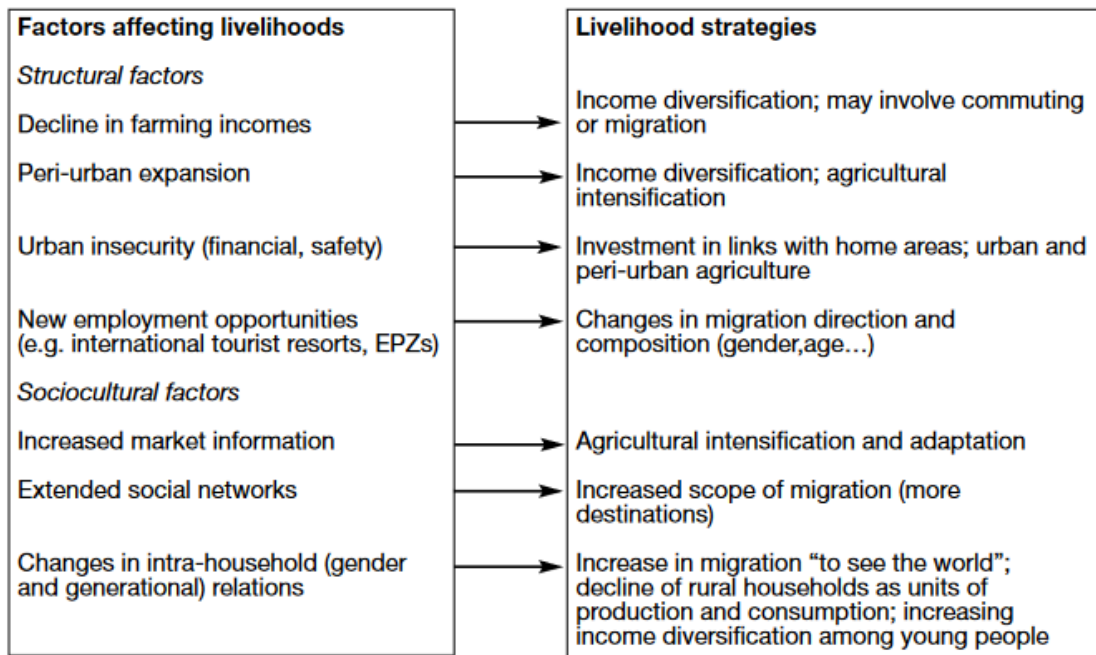 Factors affecting livelihoods
Livelihood strategies
Structural factors
Decline in farming incomes
Income diversification; may involve commuting
or migration
Peri-urban expansion
Income diversification; agricultural
intensification
Urban insecurity (financial, safety)
Investment in links with home areas; urban and
peri-urban agriculture
New employment opportunities
(e.g. international tourist resorts, EPZs)
Changes in migration direction and
composition (gender,age…)
Sociocultural factors
Increased market information
Agricultural intensification and adaptation
Extended social networks
Increased scope of migration (more
destinations)
Changes in intra-household (gender
and generational) relations
Increase in migration “to see the world”;
decline of rural households as units of
production and consumption; increasing
income diversification among young people